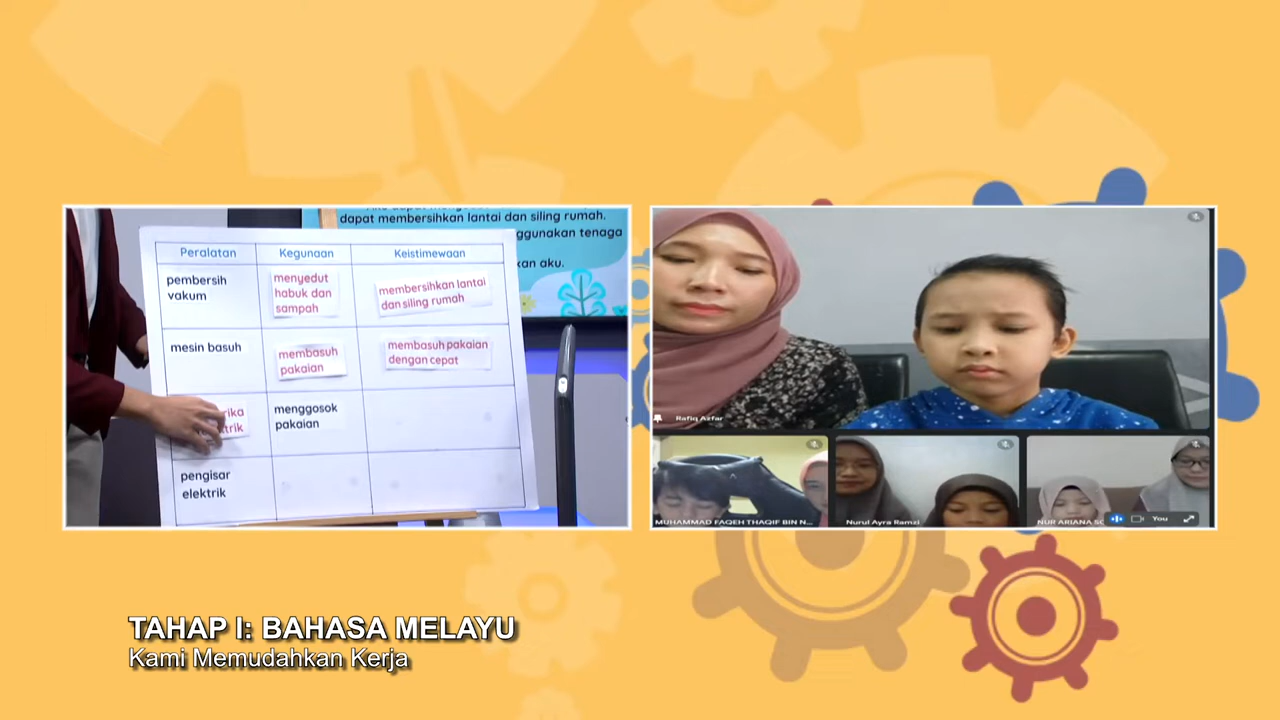 dapat membersihkan lantai dan siling rumah.
tenaga
aku.
Peralatan
Kegunaan
Keistimewaan
pembersih
vakum
menyedut
habuk dan
sampah
membersihkan lantai
dan siling rumah
mesin basuh
membasuh
pakaian
membasuh pakaian
dengan cepat
menggosok
pakaian
pengisar
elektrik
Rafiq Azfar
MUHAMMAD FAQEH THAQIF BIN N...
Nurul Ayra Ramzi
NUR ARIANA
You
TAHAP I: BAHASA MELAYU
Kami Memudahkan Kerja